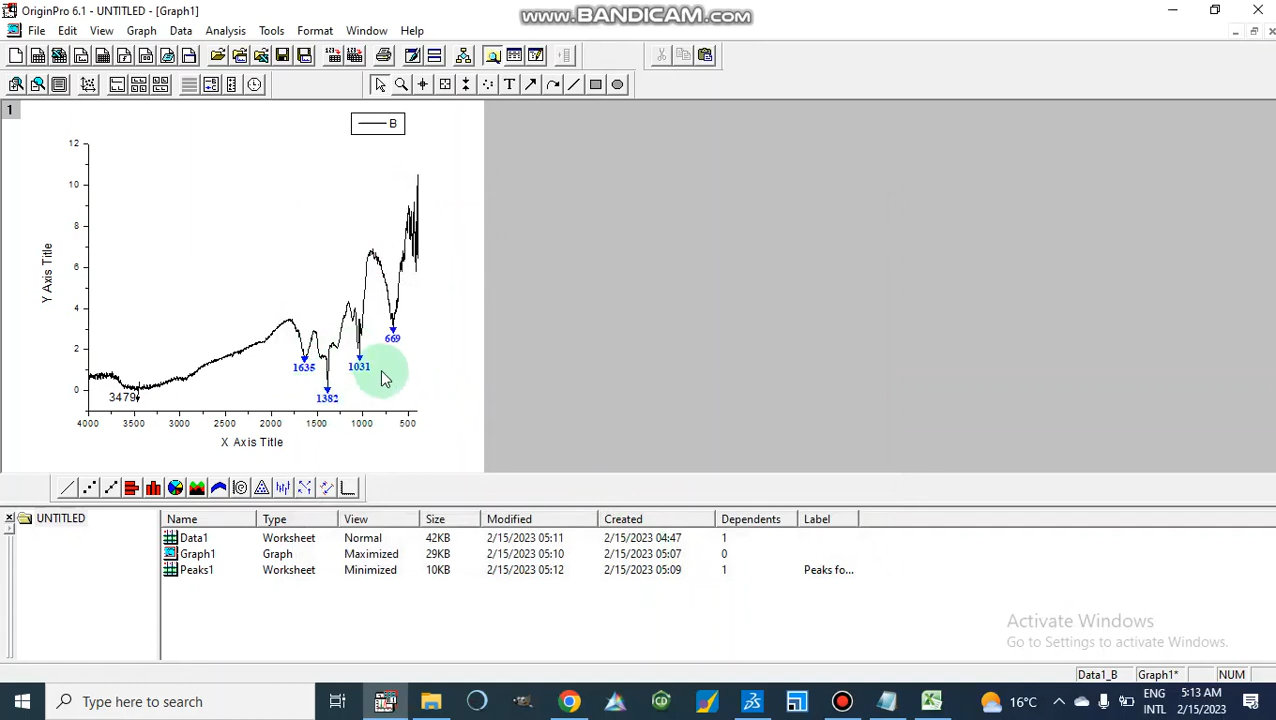 OriginPro 6.1 - UNTITLED - [Graph1]
www.BANDICAM.com
File Edit View Graph Data Analysis Tools Format Window Help
1
B
12
10
8
6
4
2
0
Y Axis Title
669
1635
1031
1382
3479
4000 3500 3000 2500 2000 1500 1000 500
X Axis Title
UNTITLED
Name Type View Size Modified Created Dependents Label
Data1 Worksheet Normal 42KB 2/15/2023 05:11 2/15/2023 04:47 1
Graph1 Graph Maximized 29KB 2/15/2023 05:10 2/15/2023 05:07 0
Peaks1 Worksheet Minimized 10KB 2/15/2023 05:12 2/15/2023 05:09 1 Peaks fo...
Activate Windows
Go to Settings to activate Windows.
Data1_B Graph1* NUM
Type here to search
16°C
ENG
INTL
5:13 AM
2/15/2023